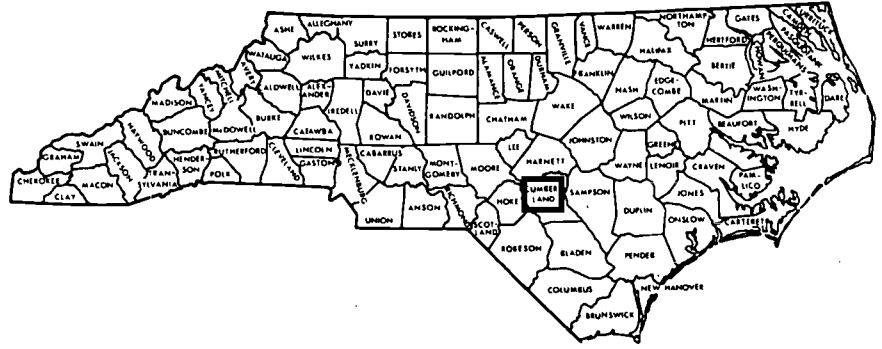 ASHE
ALLEGHANY
SURRY
STOKES
ROCKING-
HAM
CASWELL
PERSON
GRANVILLE
VANCE
WARREN
NORTHAMP
TON
GATES
HERTFORD
HALIFAX
BERTIE
WATAUGA
WILKES
YADKIN
FORSYTH
GUILFORD
ALAMANCE
ORANGE
DURHAM
FRANKLIN
NASH
EDGE-
COMBE
MARTIN
WASH-
INGTON
TYR-
RELL
DARE
MADISON
YANCEY
MITCHELL
AVERY
CALDWELL
ALEX-
ANDER
IREDELL
DAVIE
DAVIDSON
RANDOLPH
CHATHAM
WAKE
WILSON
PITT
BEAUFORT
HYDE
SWAIN
HAYWOOD
BUNCOMBE
McDOWELL
BURKE
CATAWBA
ROWAN
LEE
JOHNSTON
GREEN
GRAHAM
CHEROKEE
MACON
CLAY
JACKSON
TRAN
SYLVANIA
HENDER-
SON
POLK
RUTHERFORD
CLEVELAND
LINCOLN
GASTON
MECKLENBURG
CABARRUS
STANLY
MONT-
GOMERY
MOORE
HARNETT
WAYNE
LENOIR
CRAVEN
PAM-
LICO
UNION
ANSON
RICHMOND
SCOT-
LAND
HOKE
CUMBER
LAND
SAMPSON
DUPLIN
JONES
ONSLOW
CARTERET
ROBESON
BLADEN
PENDER
COLUMBUS
NEW HANOVER
BRUNSWICK